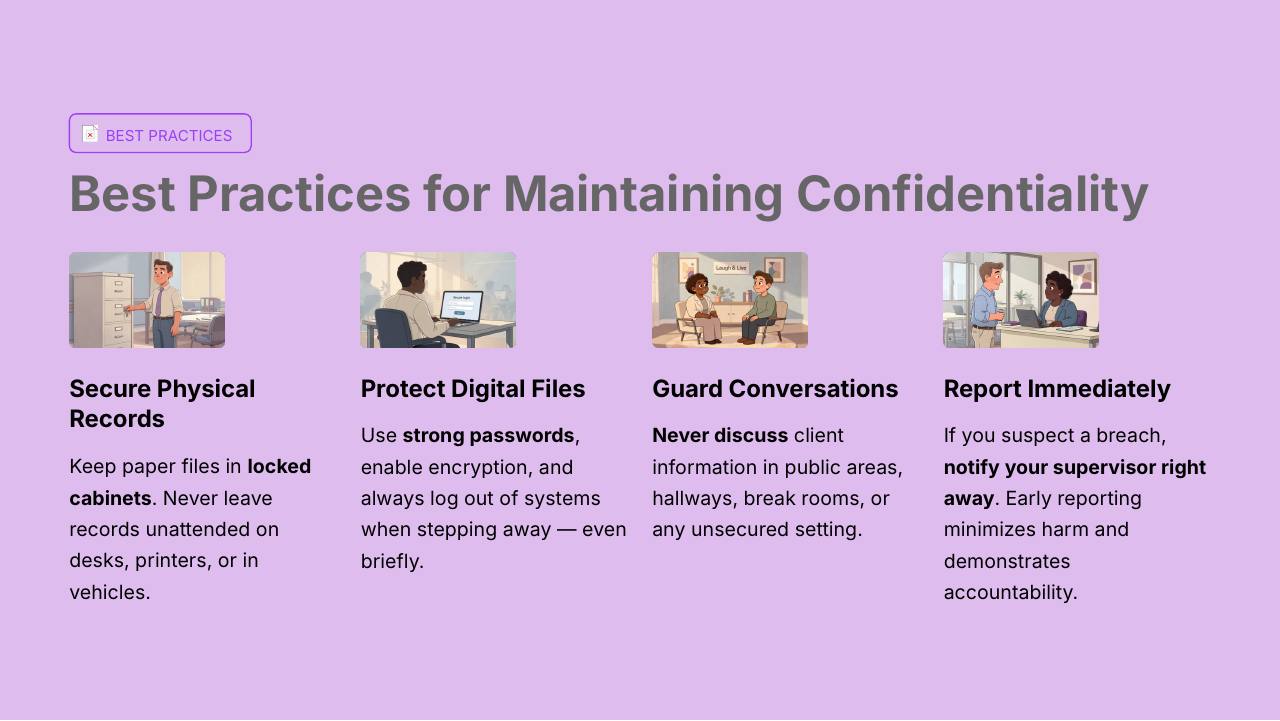 BEST PRACTICES
Best Practices for Maintaining Confidentiality
Laugh & Live
Secure login
Secure Physical
Records
Keep paper files in locked
cabinets. Never leave
records unattended on
desks, printers, or in
vehicles.
Protect Digital Files
Use strong passwords,
enable encryption, and
always log out of systems
when stepping away — even
briefly.
Guard Conversations
Never discuss client
information in public areas,
hallways, break rooms, or
any unsecured setting.
Report Immediately
If you suspect a breach,
notify your supervisor right
away. Early reporting
minimizes harm and
demonstrates
accountability.